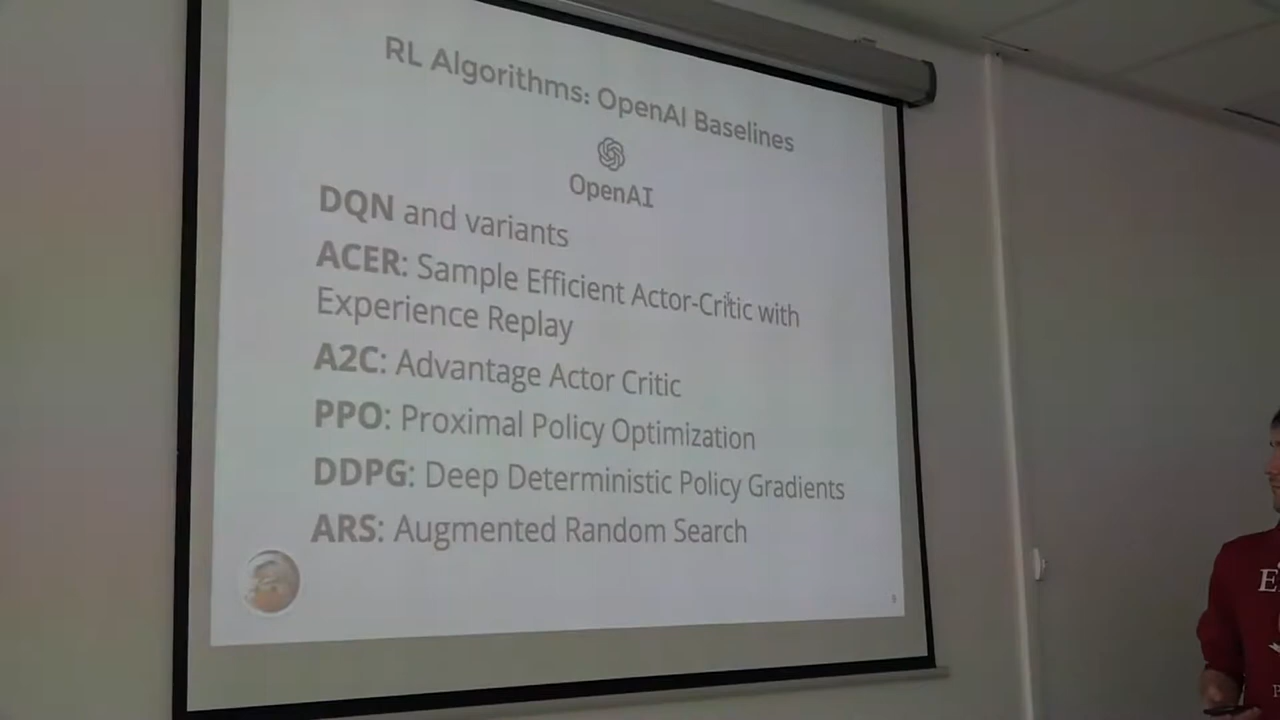 RL Algorithms: OpenAI Baselines
OpenAI
DQN and variants
ACER: Sample Efficient Actor-Critic with
Experience Replay
A2C: Advantage Actor Critic
PPO: Proximal Policy Optimization
DDPG: Deep Deterministic Policy Gradients
ARS: Augmented Random Search